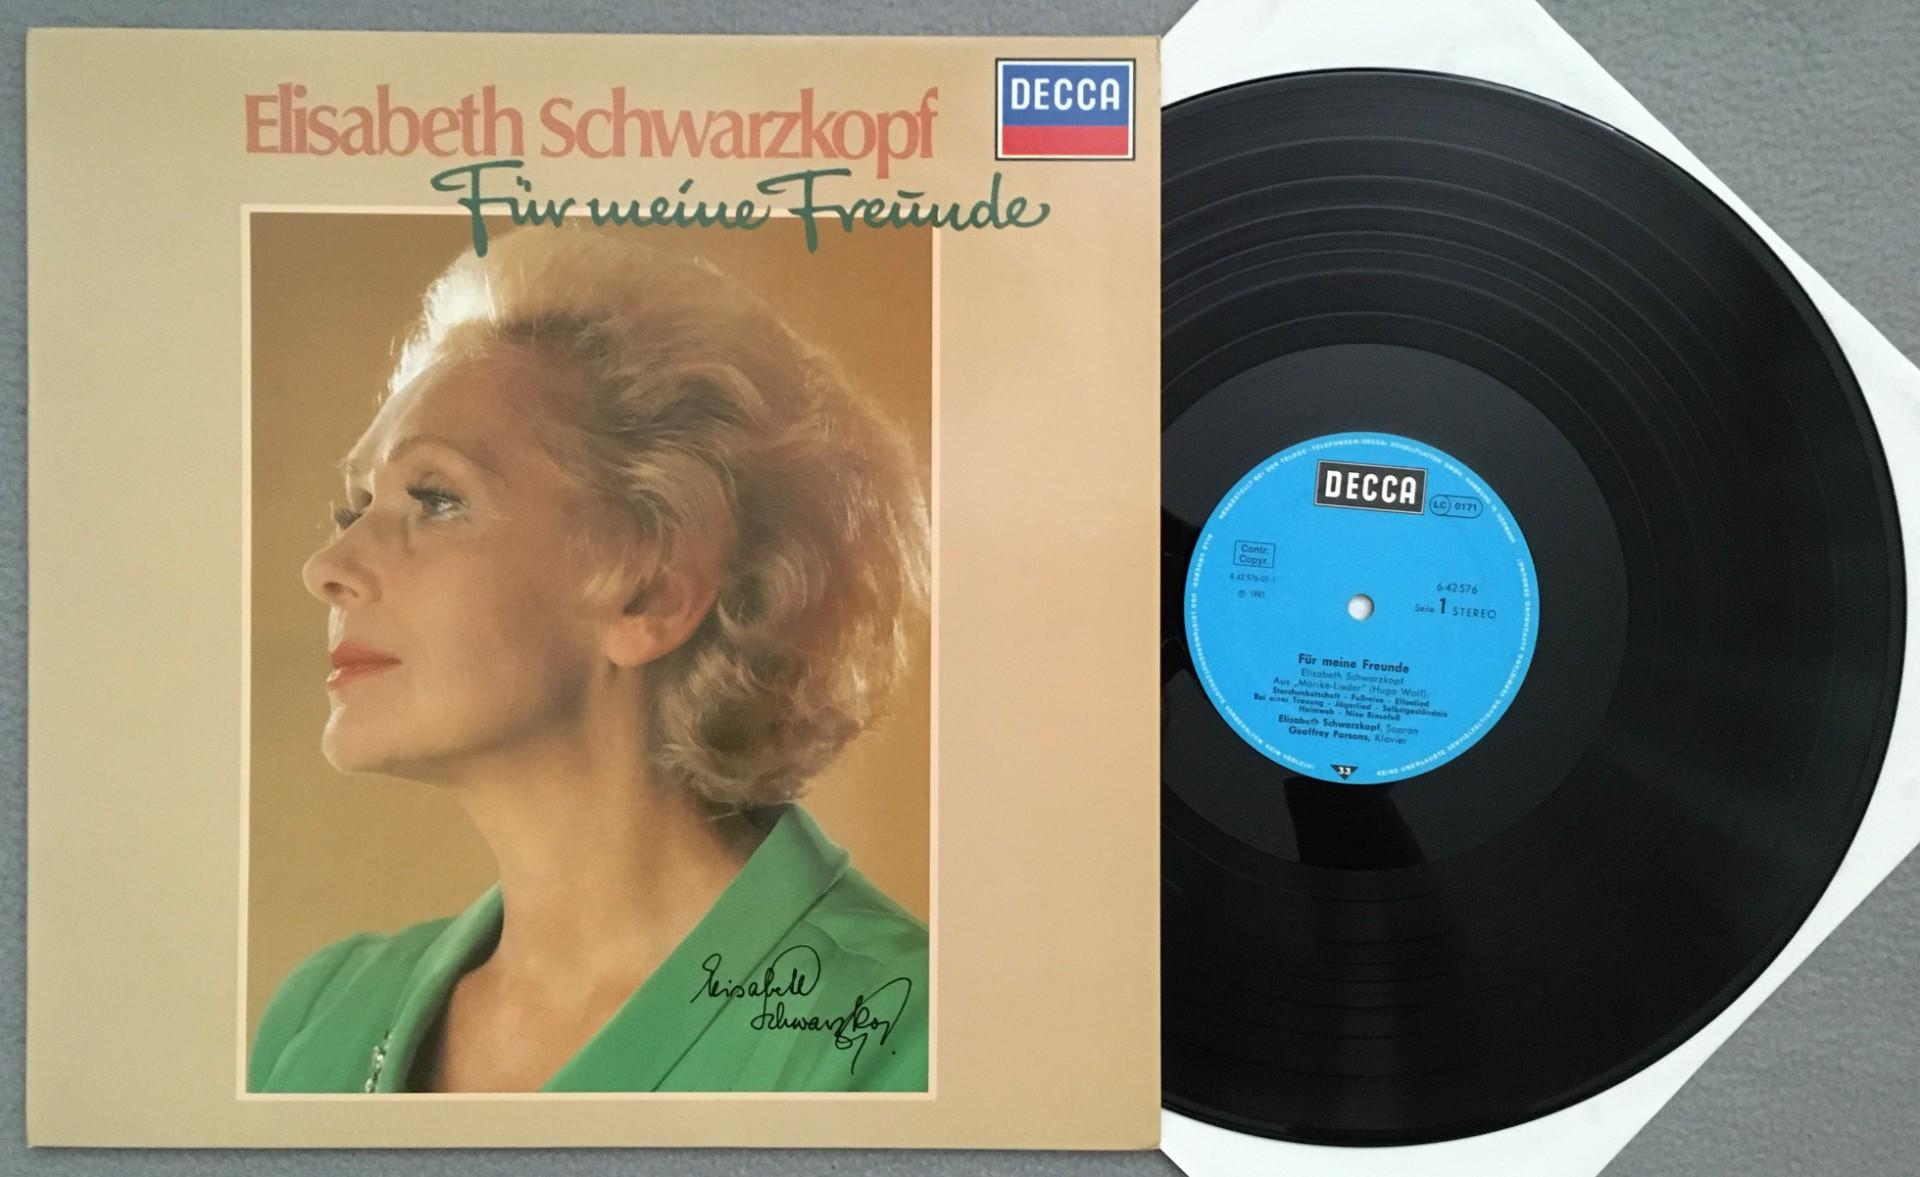 Elisabeth Schwarzkopf
DECCA
Für meine Freunde
Elisabeth
Schwarzkopf
DECCA
LC 0171
Contr.
Copyr.
6.42576-01-1
℗ 1981
6.42576
Seite 1 STEREO
Für meine Freunde
Elisabeth Schwarzkopf
Aus „Mörike-Lieder" (Hugo Wolf):
Storchenbotschaft - Fußreise - Elfenlied
Bei einer Trauung - Jägerlied - Selbstgeständnis
Heimweh - Nixe Binsefuß
Elisabeth Schwarzkopf, Sopran
Geoffrey Parsons, Klavier
33